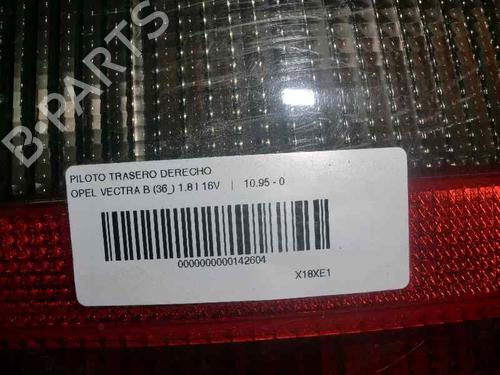 B-PARTS
PILOTO TRASERO DERECHO
OPEL VECTRA B (36_) 1.8 I 16V | 10.95 - 0
0000000000142604
X18XE1